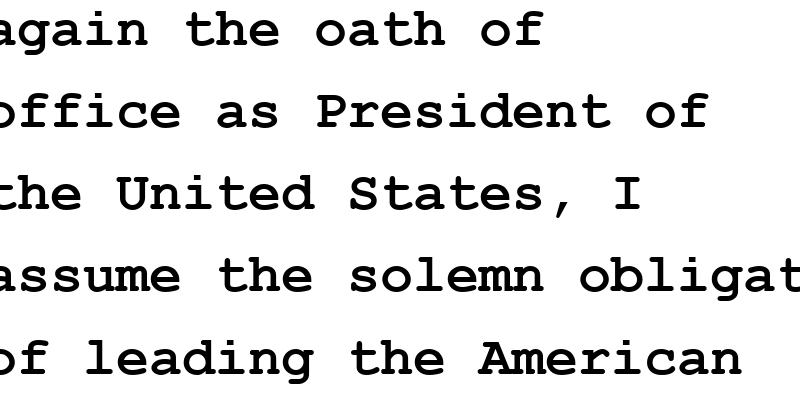 again the oath of
office as President of
the United States, I
assume the solemn obligat
of leading the American